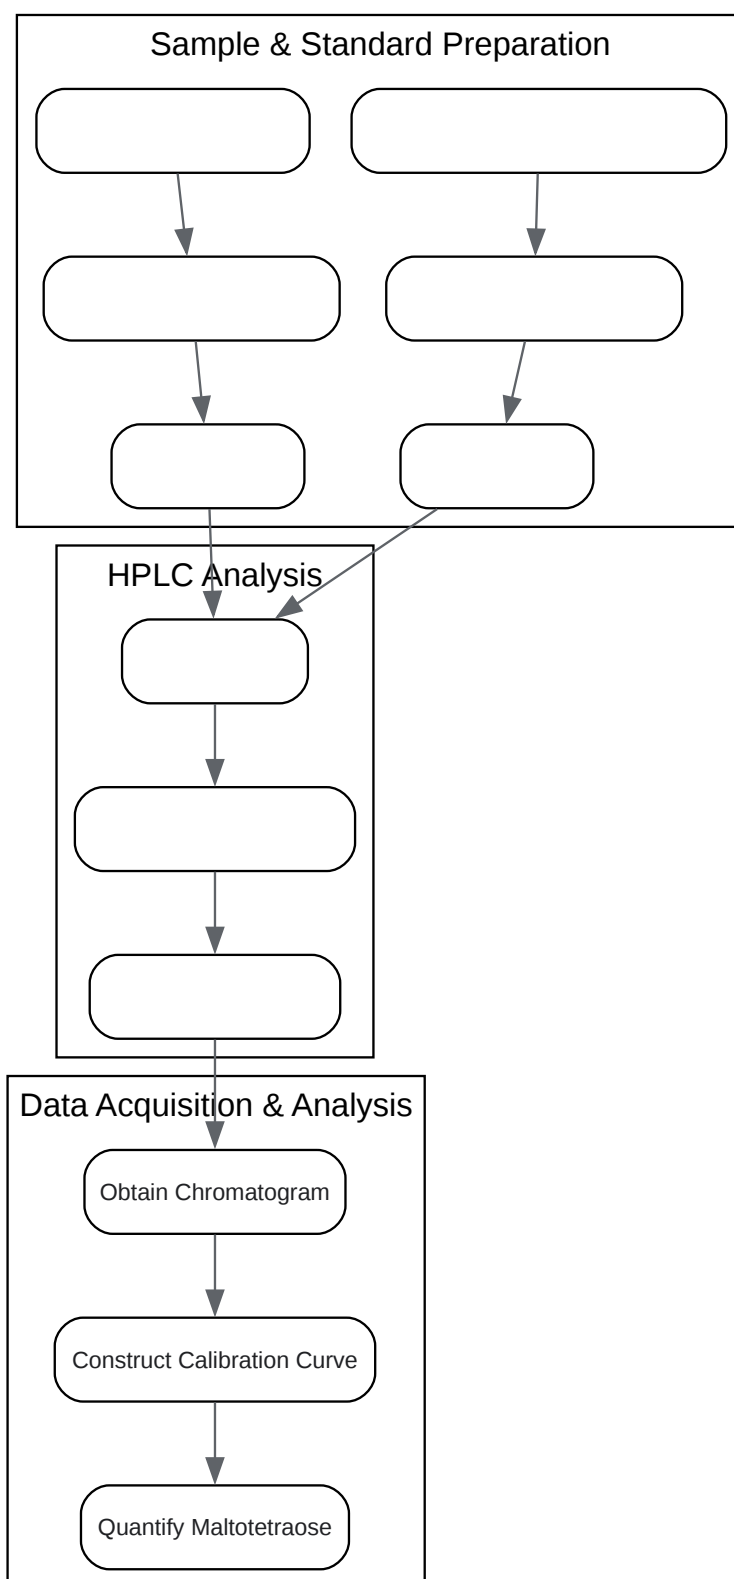 Sample & Standard Preparation
HPLC Analysis
Data Acquisition & Analysis
Obtain Chromatogram
Construct Calibration Curve
Quantify Maltotetraose